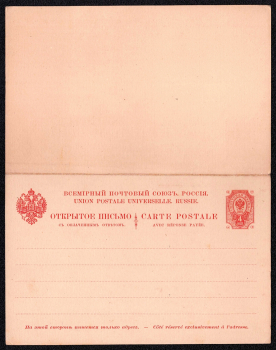 ВСЕМІРНЫЙ ПОЧТОВЫЙ СОЮЗЪ. РОССІЯ.
UNION POSTALE UNIVERSELLE. RUSSIE.
ОТКРЫТОЕ ПИСЬМО CARTE POSTALE
СЪ ОПЛАЧЕННЫМЪ ОТВѢТОМЪ. AVEC RÉPONSE PAYÉE.
На этой сторонѣ пишется только адресъ. — Côté réservé exclusivement à l'adresse.